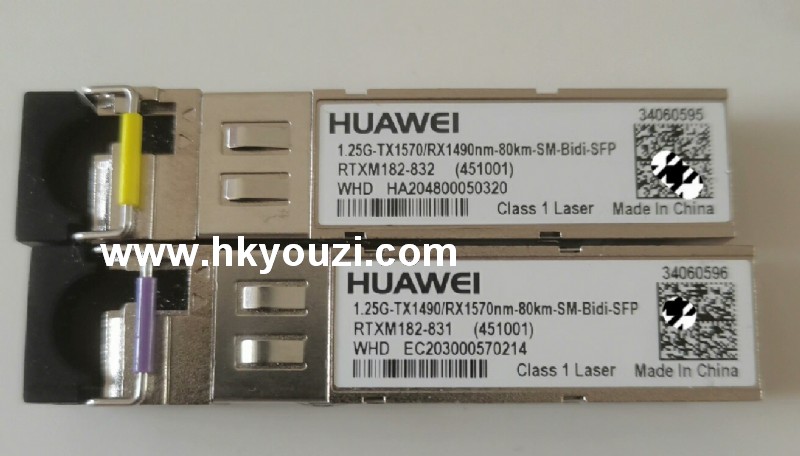 HUAWEI
34060595
1.25G-TX1570/RX1490nm-80km-SM-Bidi-SFP
RTXM182-832 (451001)
WHD HA204800050320
Class 1 Laser Made In China
www.hkyouzi.com
HUAWEI
34060596
1.25G-TX1490/RX1570nm-80km-SM-Bidi-SFP
RTXM182-831 (451001)
WHD EC203000570214
Class 1 Laser Made In China